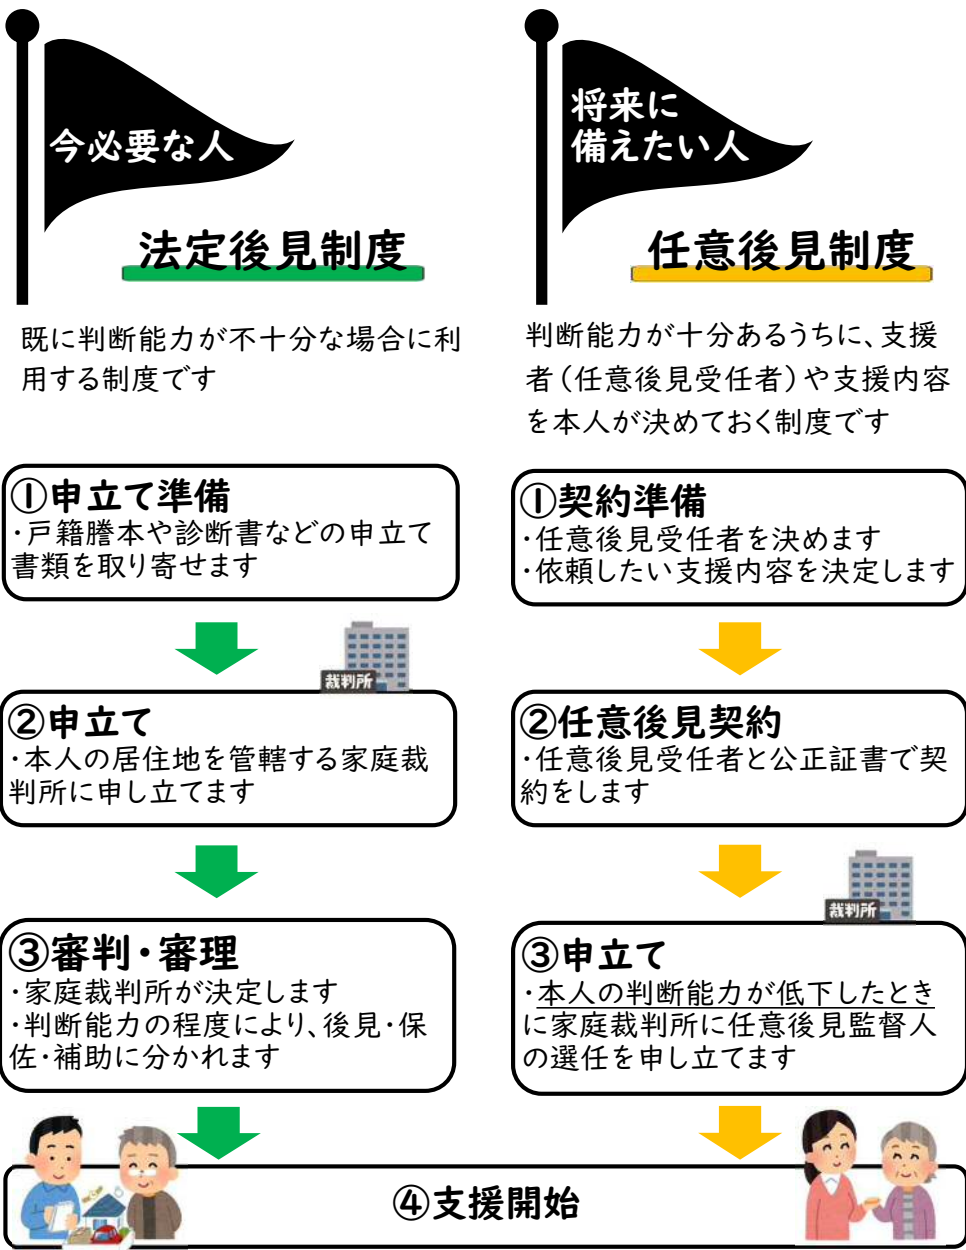 今必要な人
法定後見制度
既に判断能力が不十分な場合に利
用する制度です
①申立て準備
・戸籍謄本や診断書などの申立て
書類を取り寄せます
裁判所
②申立て
・本人の居住地を管轄する家庭裁
判所に申し立てます
③審判・審理
・家庭裁判所が決定します
・判断能力の程度により、後見・保
佐・補助に分かれます
将来に
備えたい人
任意後見制度
判断能力が十分あるうちに、支援
者(任意後見受任者)や支援内容
を本人が決めておく制度です
①契約準備
・任意後見受任者を決めます
・依頼したい支援内容を決定します
②任意後見契約
・任意後見受任者と公正証書で契
約をします
裁判所
③申立て
・本人の判断能力が低下したとき
に家庭裁判所に任意後見監督人
の選任を申し立てます
④支援開始